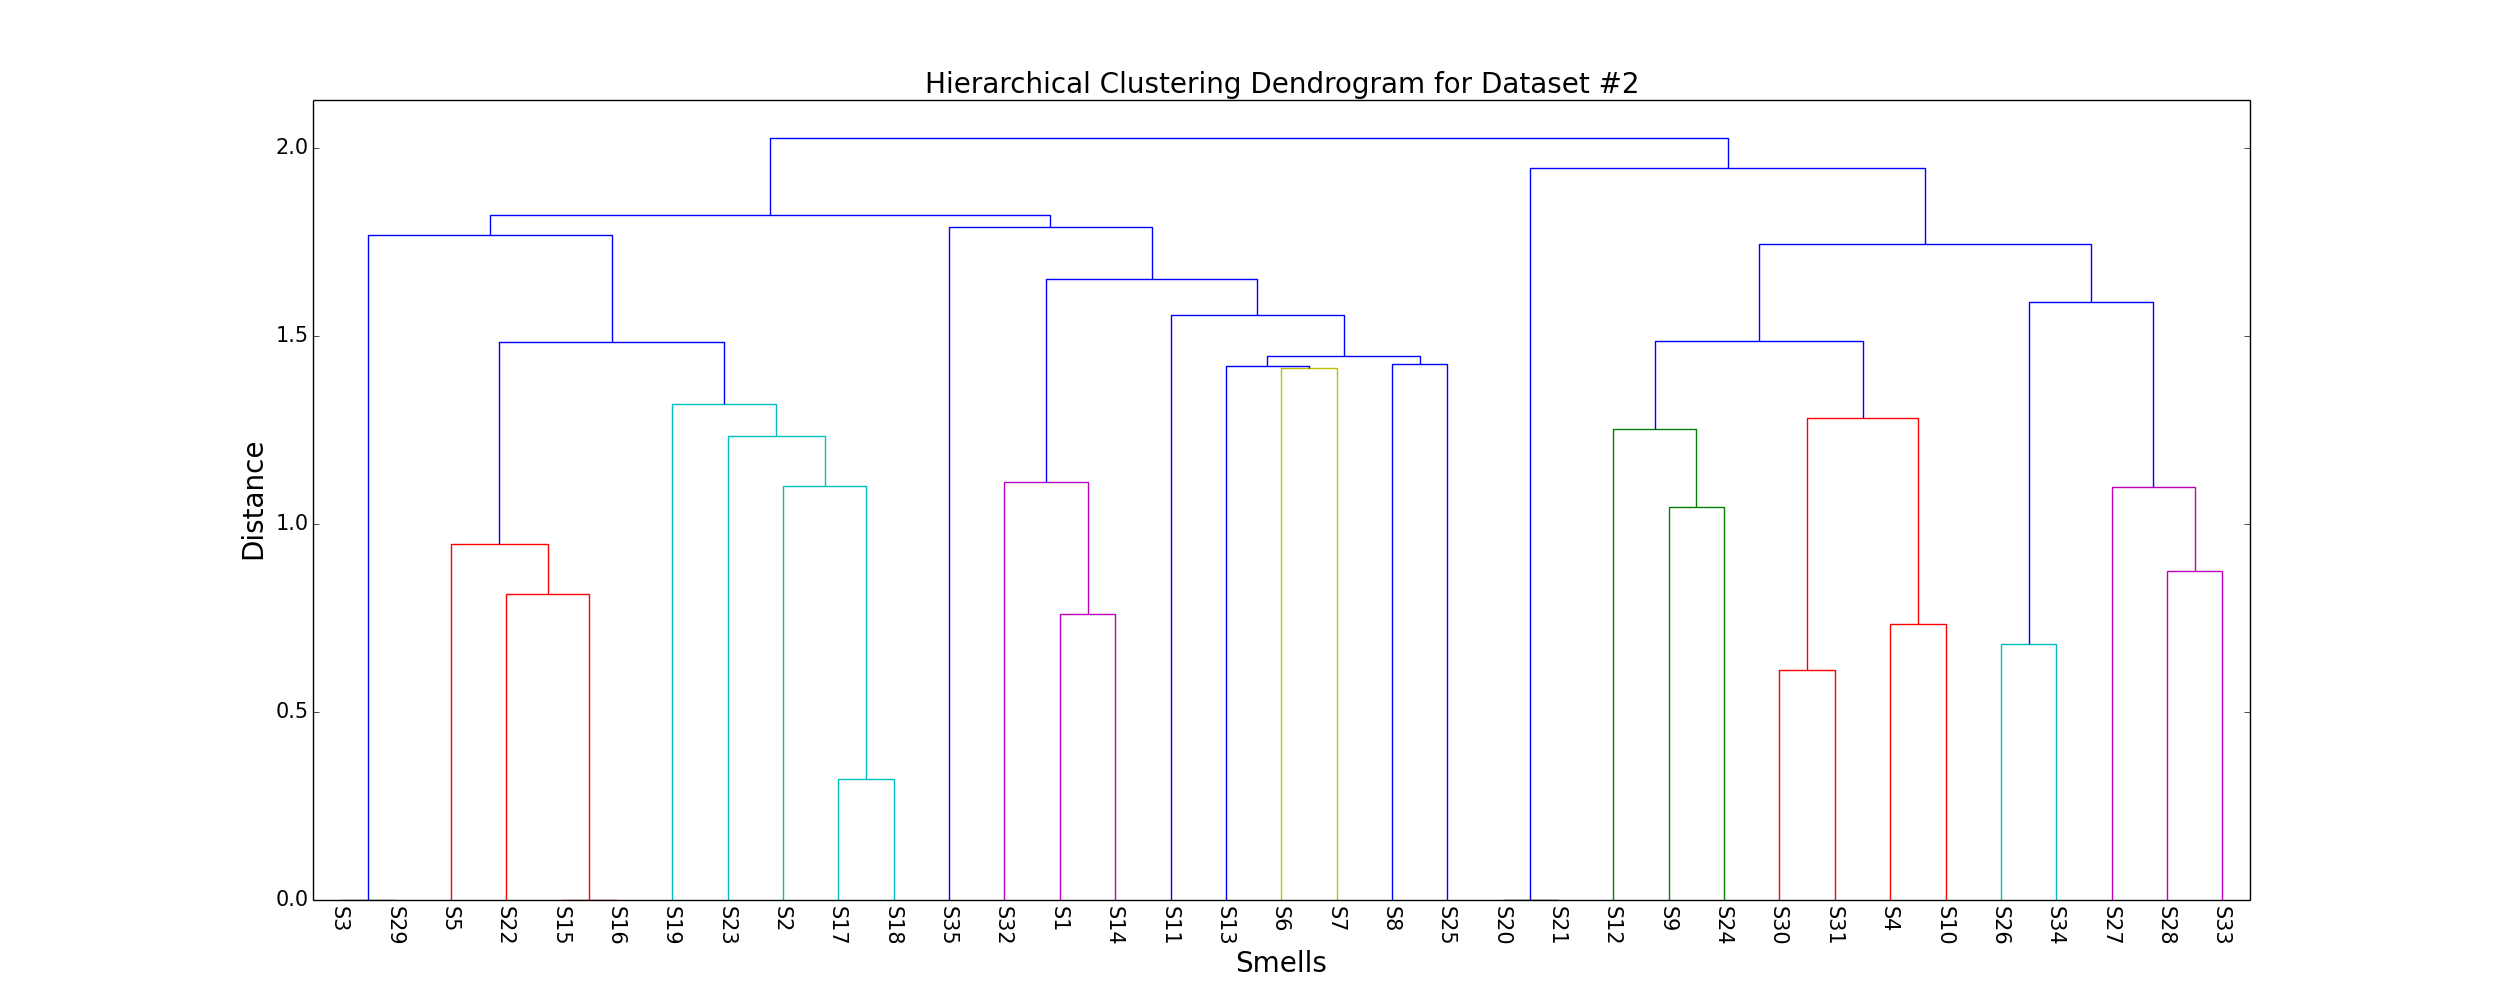 Hierarchical Clustering Dendrogram for Dataset #2
2.0
1.5
1.0
0.5
0.0
Distance
S3 S29 S5 S22 S15 S16 S19 S23 S2 S17 S18 S35 S32 S1 S14 S11 S13 S6 S7 S8 S25 S20 S21 S12 S9 S24 S30 S31 S4 S10 S26 S34 S27 S28 S33
Smells